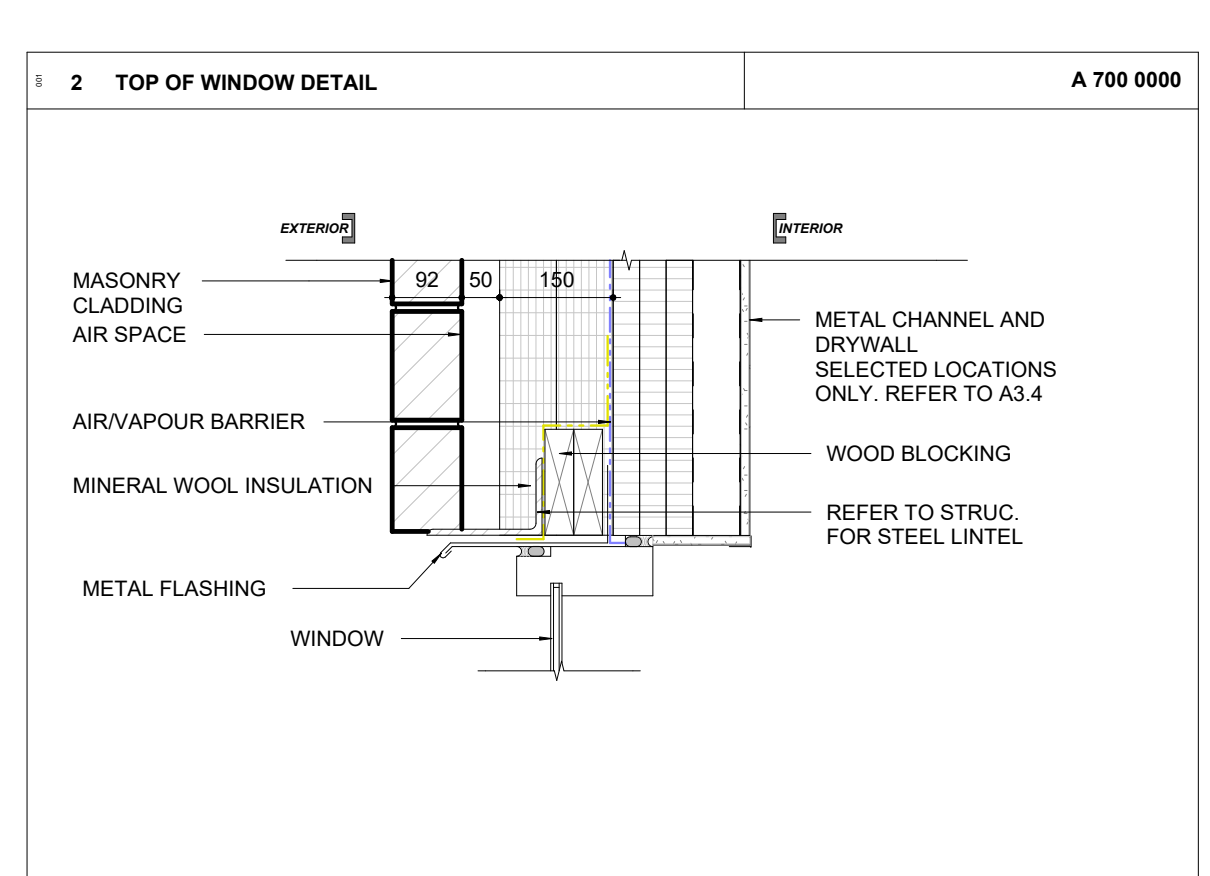 001
2 TOP OF WINDOW DETAIL
A 700 0000
EXTERIOR
INTERIOR
MASONRY
CLADDING
92
50
150
AIR SPACE
METAL CHANNEL AND
DRYWALL
SELECTED LOCATIONS
ONLY. REFER TO A3.4
AIR/VAPOUR BARRIER
WOOD BLOCKING
MINERAL WOOL INSULATION
REFER TO STRUC.
FOR STEEL LINTEL
METAL FLASHING
WINDOW